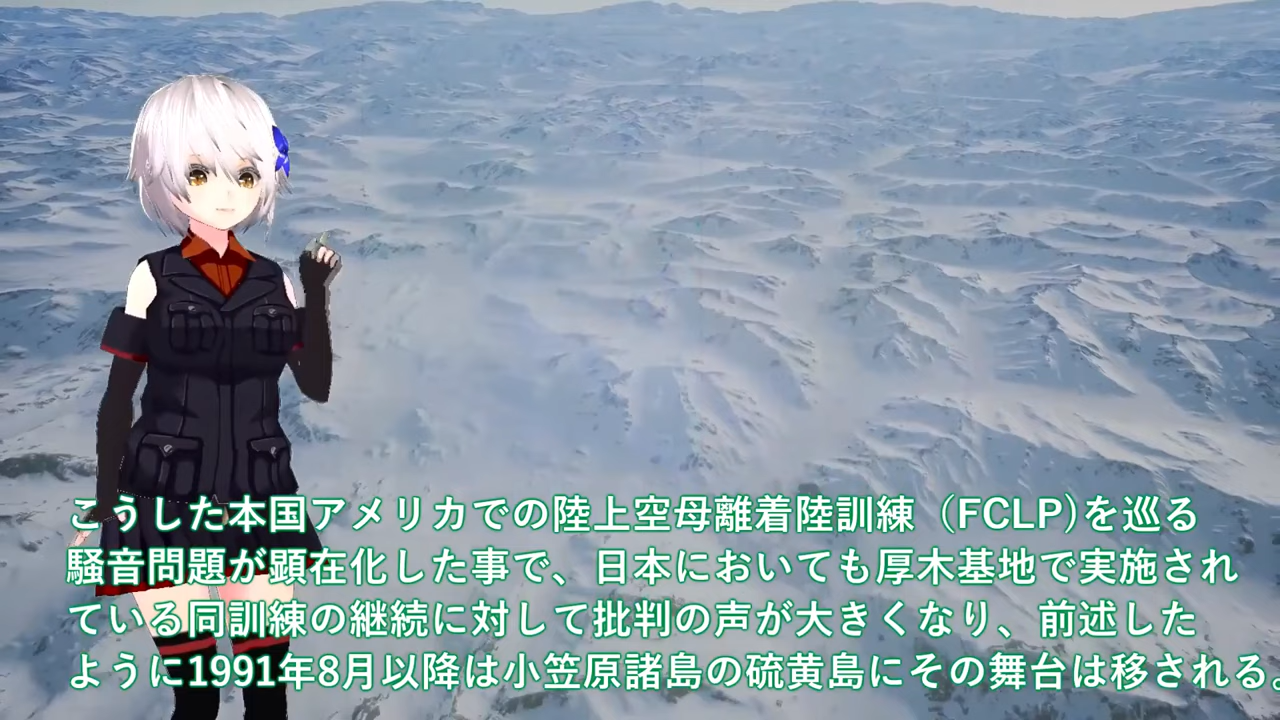 こうした本国アメリカでの陸上空母離着陸訓練（FCLP)を巡る
騒音問題が顕在化した事で、日本においても厚木基地で実施され
ている同訓練の継続に対して批判の声が大きくなり、前述した
ように1991年8月以降は小笠原諸島の硫黄島にその舞台は移される。